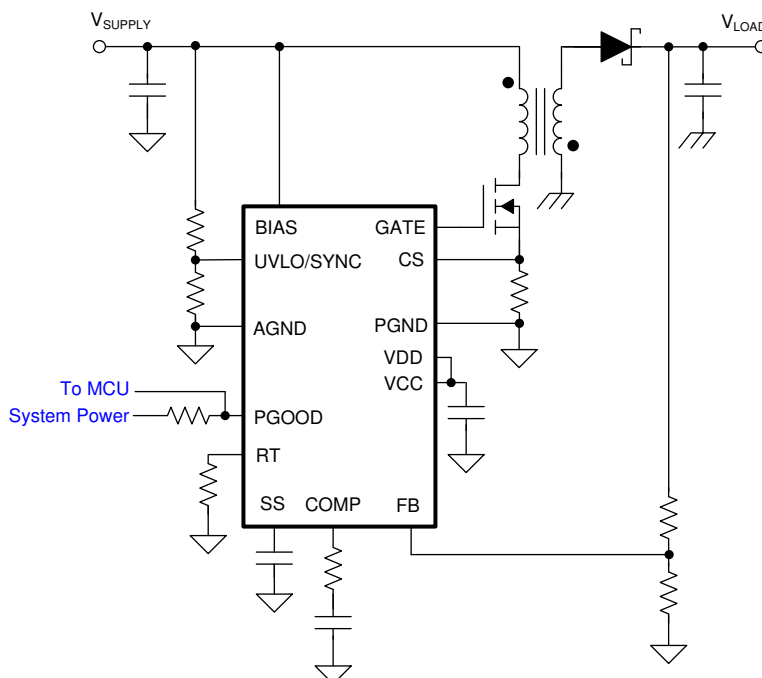 VSUPPLY
VLOAD
BIAS
GATE
UVLO/SYNC
CS
AGND
PGND
VDD
VCC
To MCU
System Power
PGOOD
RT
SS
COMP
FB